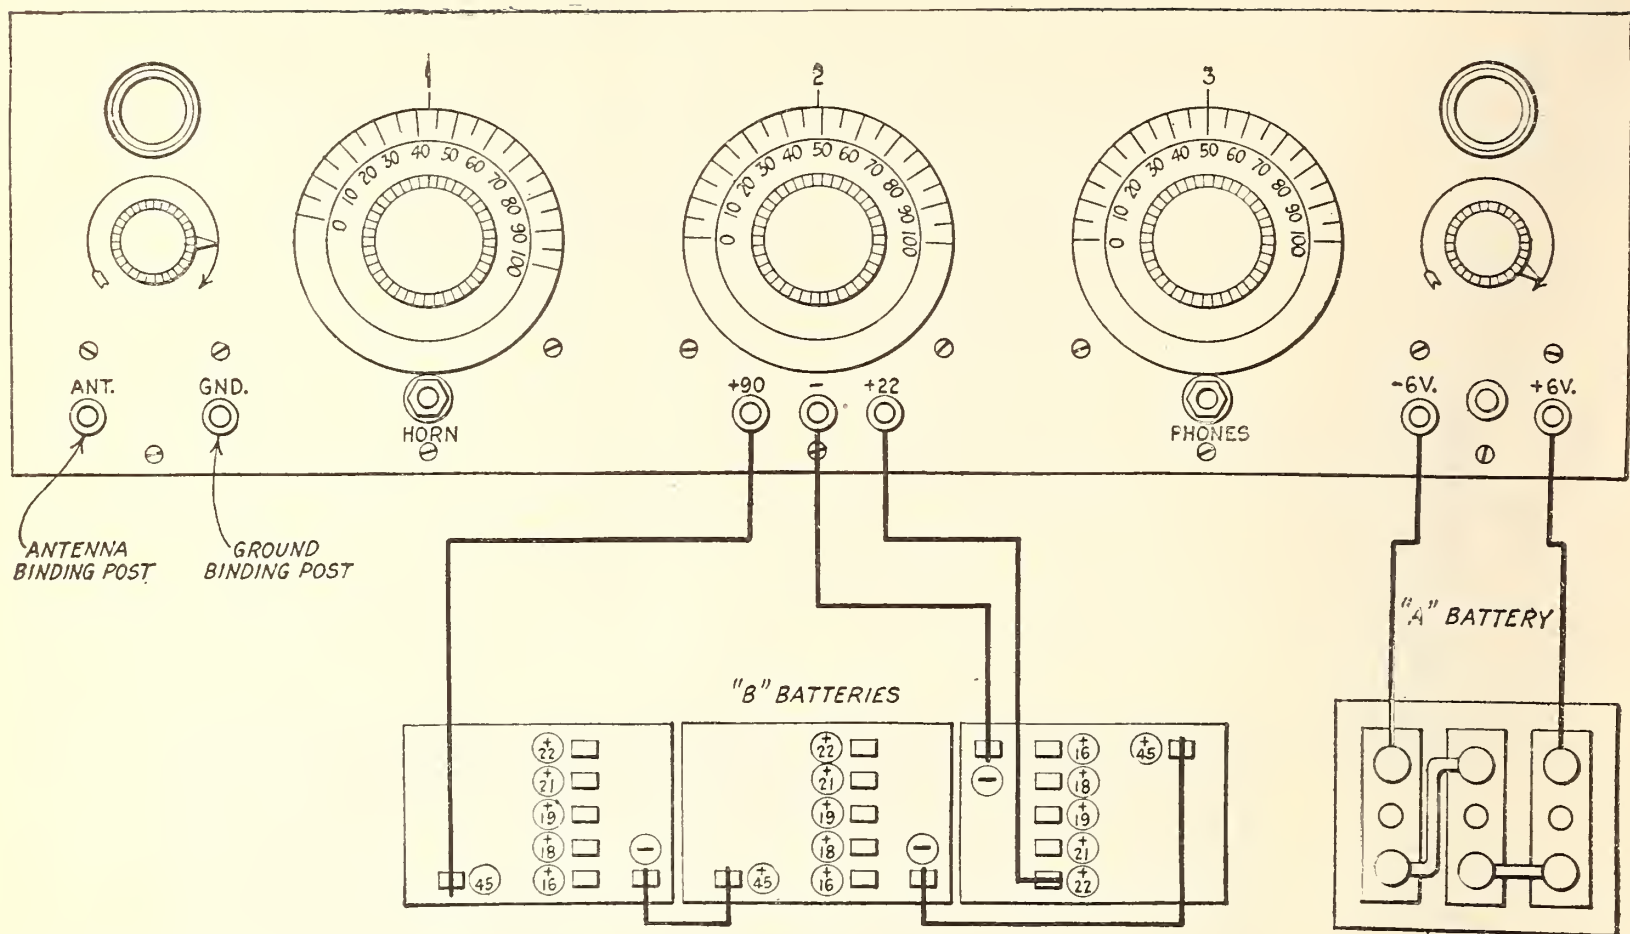 1
2
3
0 10 20 30 40 50 60 70 80 90 100
0 10 20 30 40 50 60 70 80 90 100
0 10 20 30 40 50 60 70 80 90 100
ANT.
GND.
HORN
+90
-
+22
PHONES
-6V.
+6V.
ANTENNA
BINDING POST
GROUND
BINDING POST
"A" BATTERY
"B" BATTERIES
+22
+21
+19
+18
+16
-
45
+22
+21
+19
+18
+16
-
+45
-
+16
+18
+19
+21
+22
+45